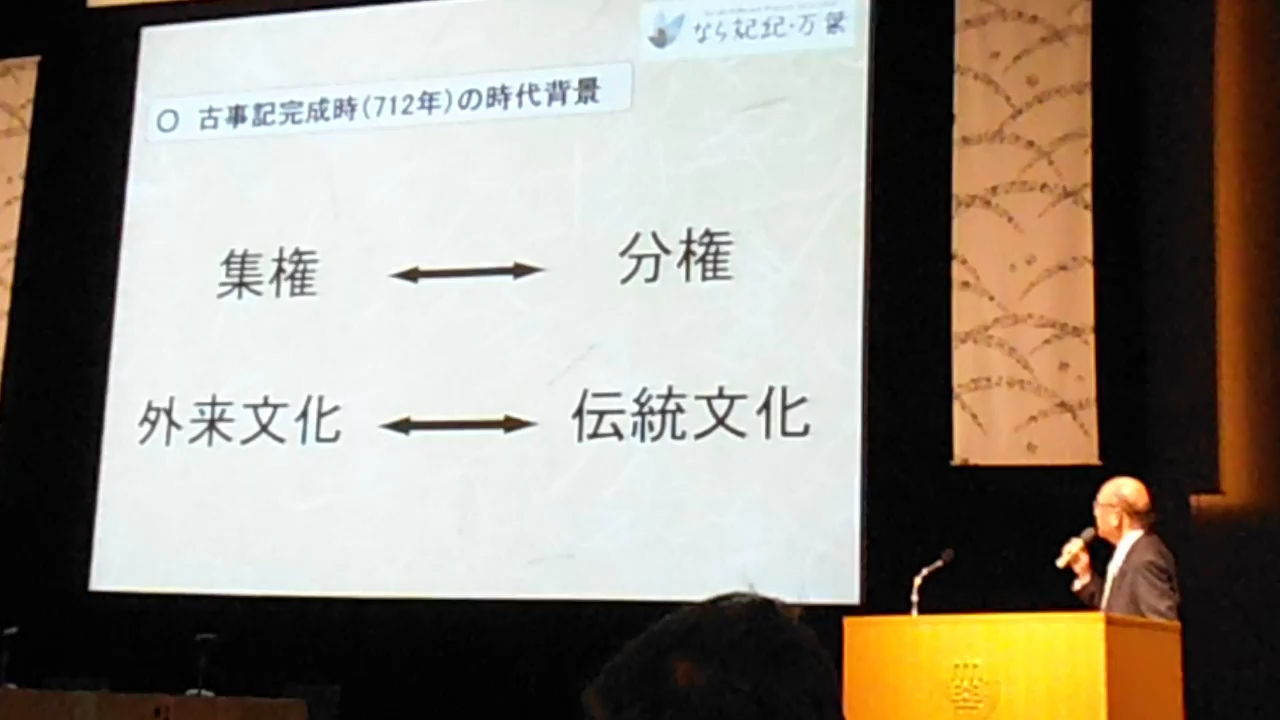 なら記紀・万葉
○ 古事記完成時(712年)の時代背景
集権 ↔ 分権
外来文化 ↔ 伝統文化